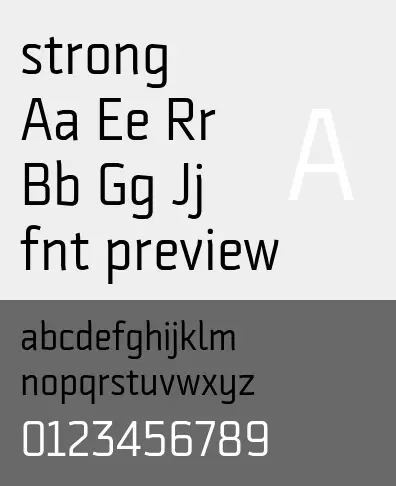 strong
Aa Ee Rr
A
Bb Gg Jj
fnt preview
abcdefghijklm
nopqrstuvwxyz
0123456789